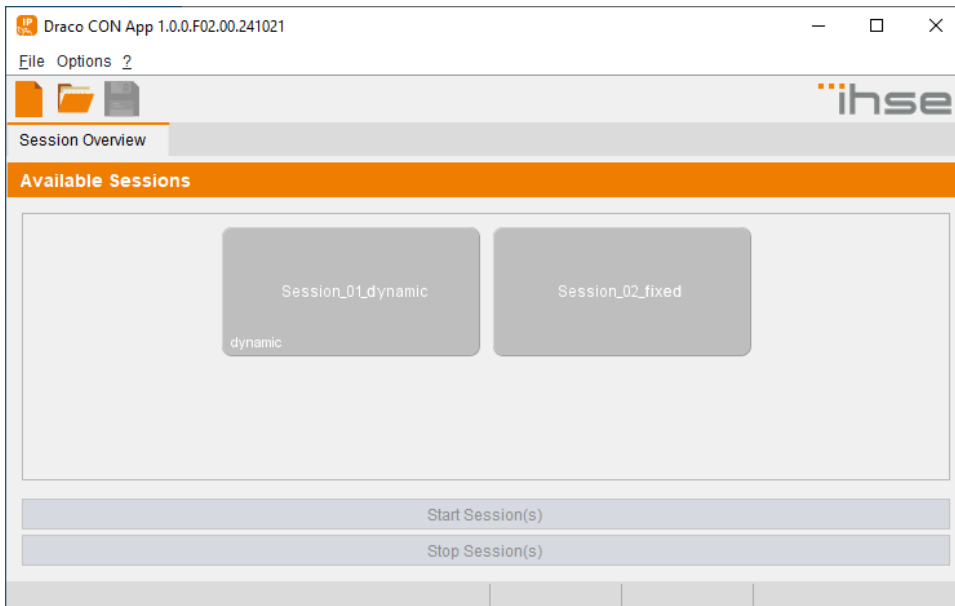 Draco CON App 1.0.0.F02.00.241021
File Options ?
ihse
Session Overview
Available Sessions
Session_01_dynamic
dynamic
Session_02_fixed
Start Session(s)
Stop Session(s)